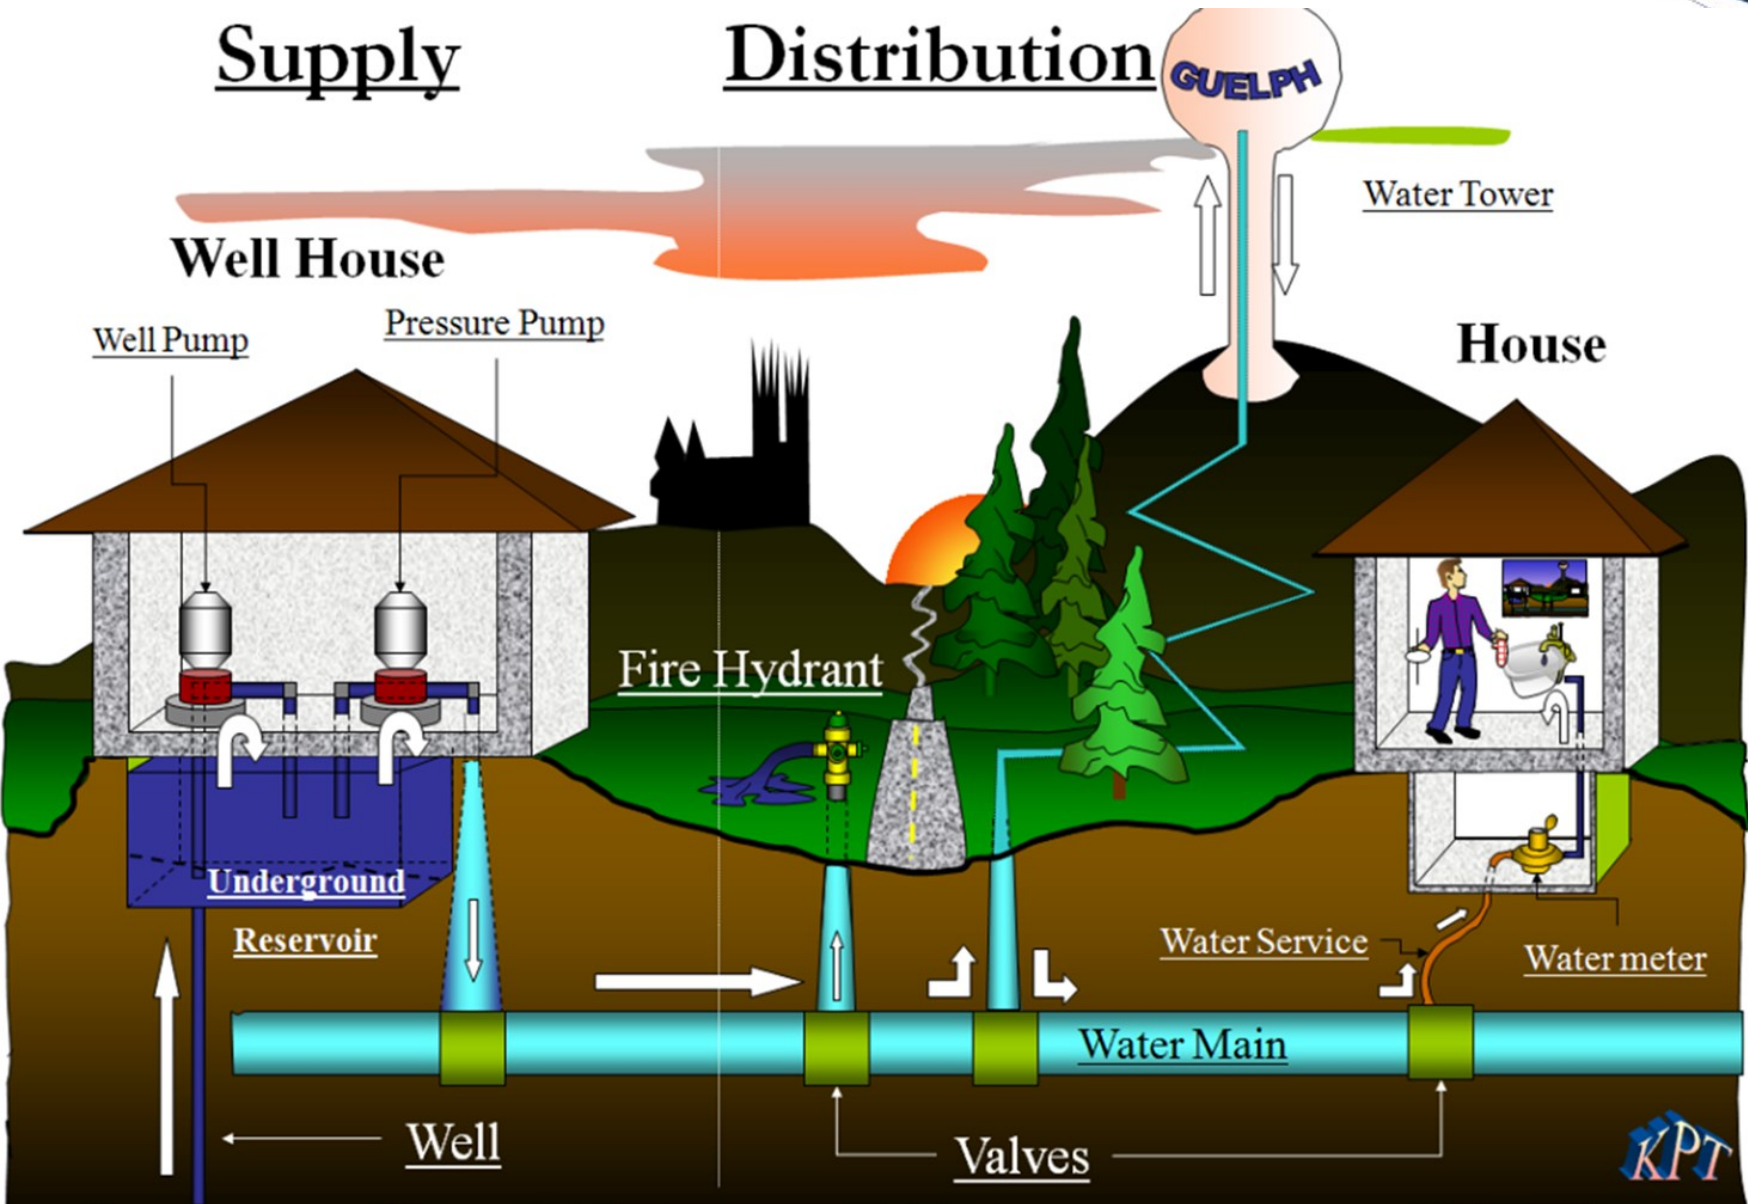 Supply
Distribution
GUELPH
Water Tower
Well House
Well Pump
Pressure Pump
House
Fire Hydrant
Underground
Reservoir
Water Service
Water meter
Water Main
Well
Valves
KPT